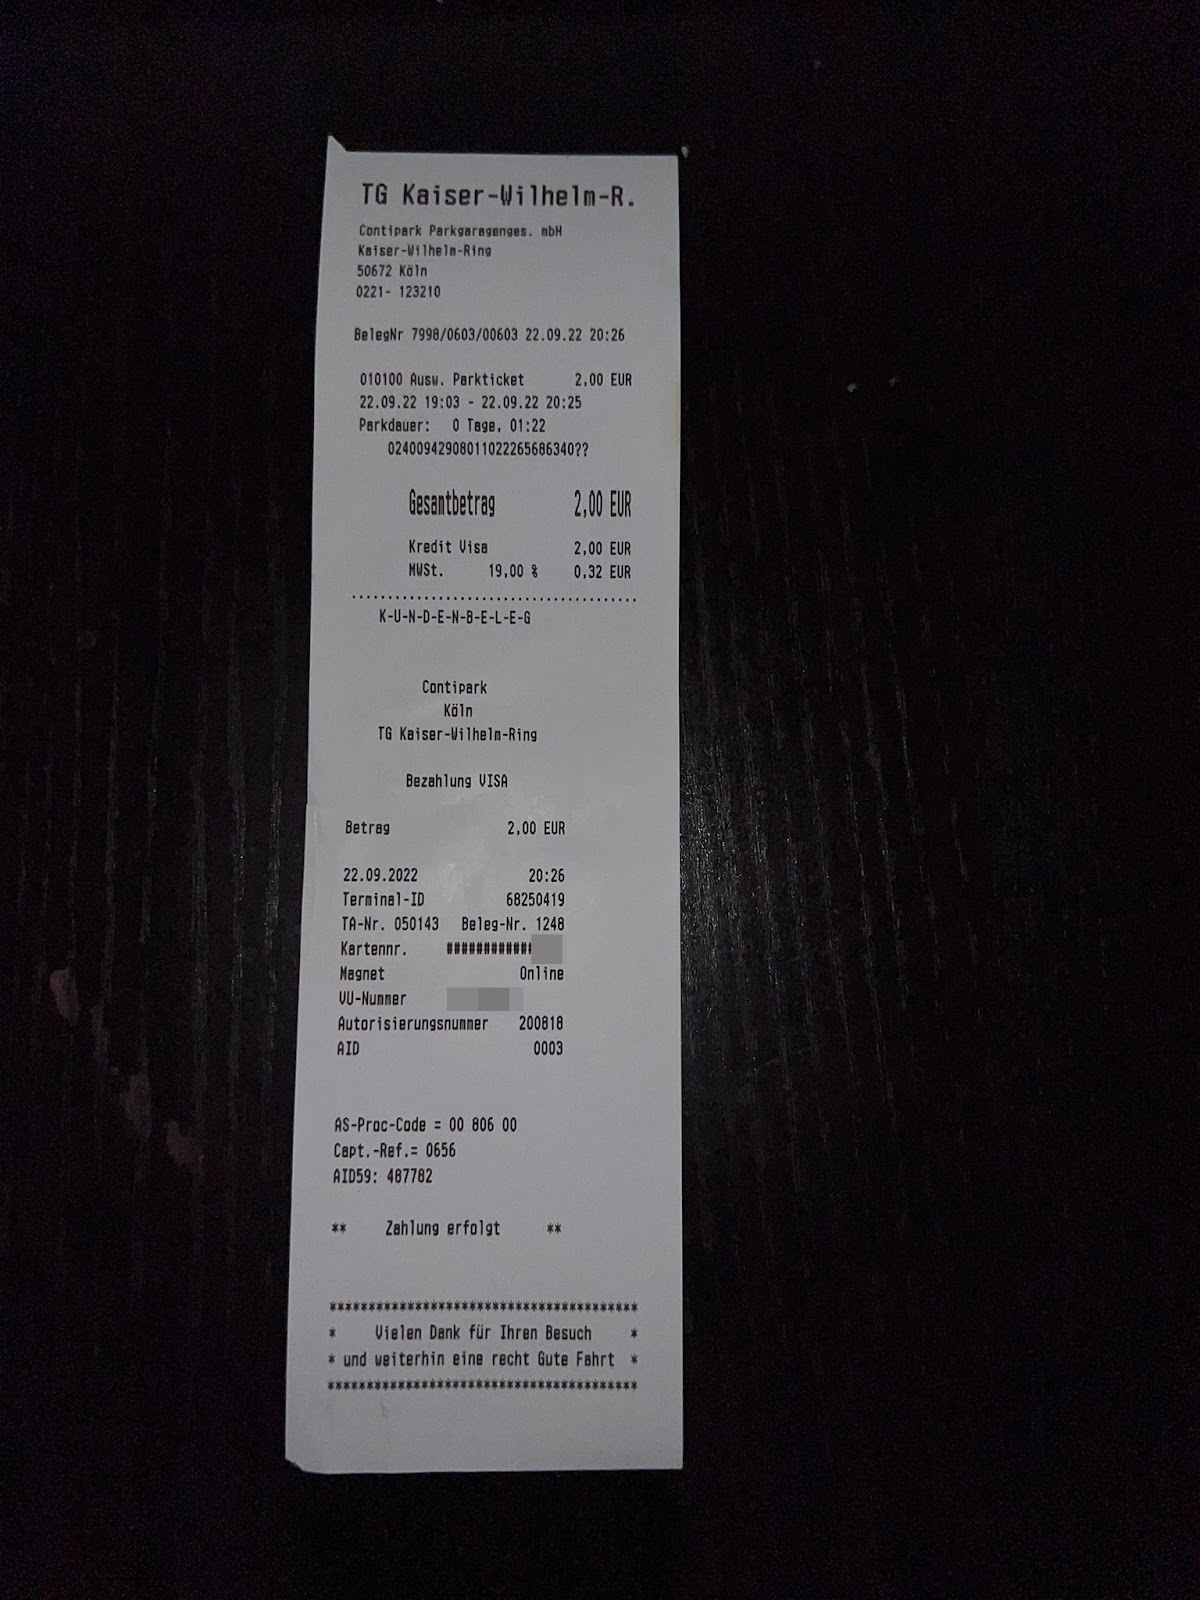 TG Kaiser-Wilhelm-R.
Contipark Parkgaragenges. mbH
Kaiser-Wilhelm-Ring
50672 Köln
0221- 123210
BelegNr 7998/0603/00603 22.09.22 20:26
010100 Ausw. Parkticket 2,00 EUR
22.09.22 19:03 - 22.09.22 20:25
Parkdauer: 0 Tage, 01:22
02400942908011022265686340??
Gesamtbetrag 2,00 EUR
Kredit Visa 2,00 EUR
MWSt. 19,00 % 0,32 EUR
........................................
K-U-N-D-E-N-B-E-L-E-G
Contipark
Köln
TG Kaiser-Wilhelm-Ring
Bezahlung VISA
Betrag 2,00 EUR
22.09.2022 20:26
Terminal-ID 68250419
TA-Nr. 050143 Beleg-Nr. 1248
Kartennr. ############
Magnet Online
VU-Nummer
Autorisierungsnummer 200818
AID 0003
AS-Proc-Code = 00 806 00
Capt.-Ref.= 0656
AID59: 487782
** Zahlung erfolgt **
****************************************
* Vielen Dank für Ihren Besuch *
* und weiterhin eine recht Gute Fahrt *
****************************************